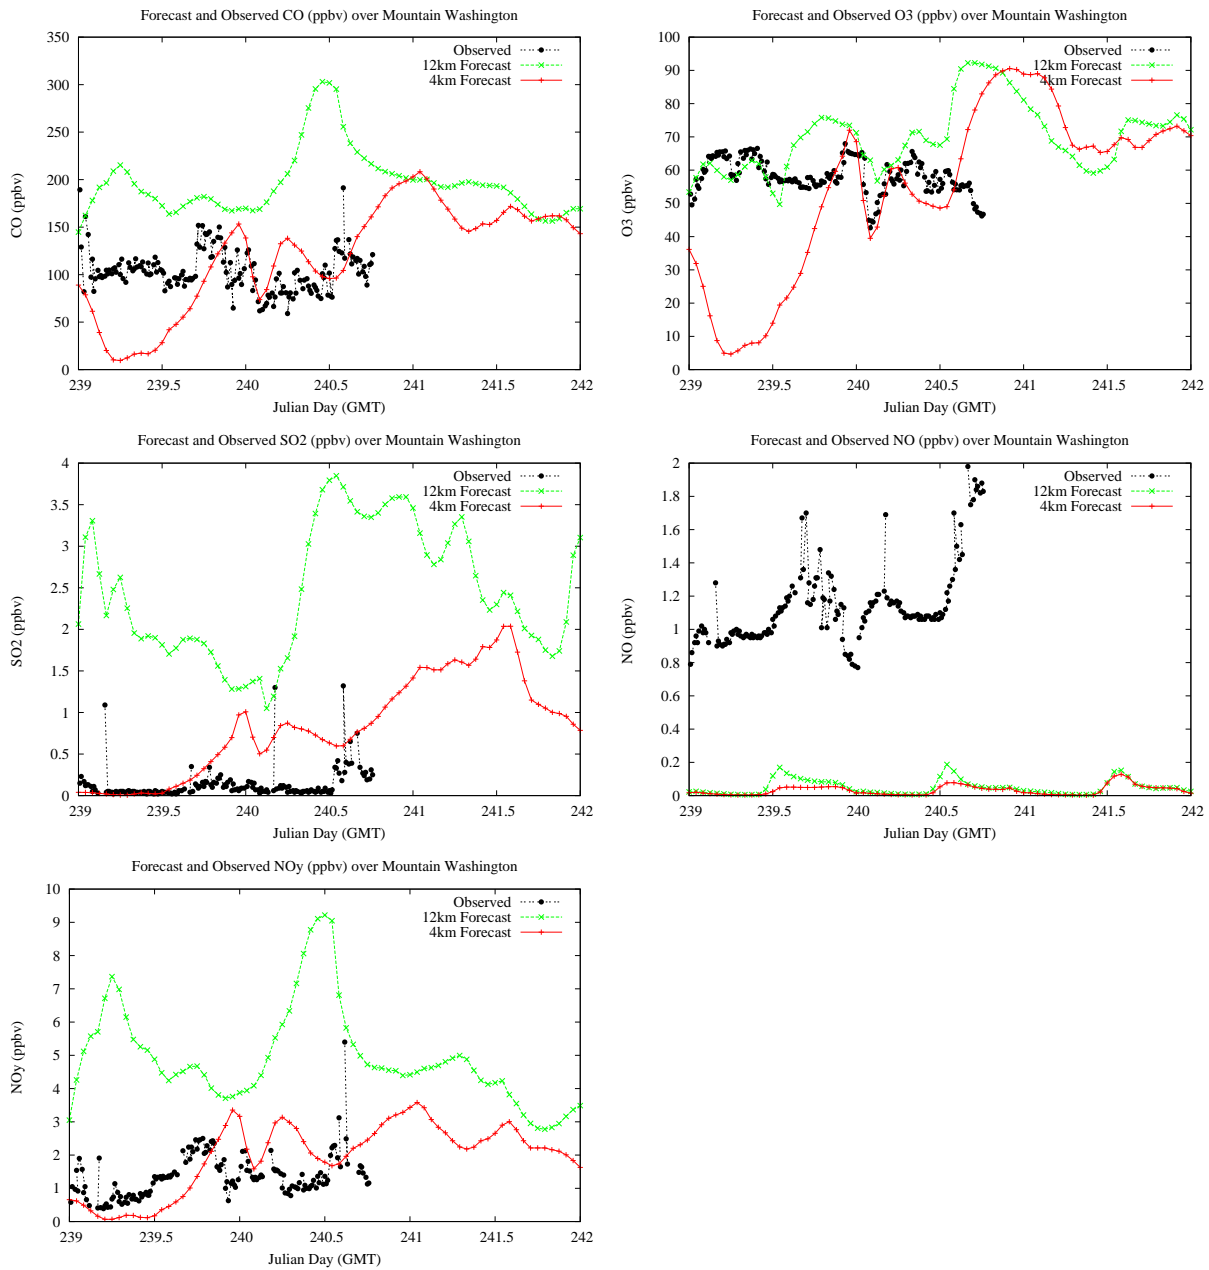 Forecast and Observed CO (ppbv) over Mountain Washington
350
300
250
200
150
100
50
0
CO (ppbv)
Observed
12km Forecast
4km Forecast
239
239.5
240
240.5
241
241.5
242
Julian Day (GMT)
Forecast and Observed O3 (ppbv) over Mountain Washington
100
90
80
70
60
50
40
30
20
10
0
O3 (ppbv)
Observed
12km Forecast
4km Forecast
239
239.5
240
240.5
241
241.5
242
Julian Day (GMT)
Forecast and Observed SO2 (ppbv) over Mountain Washington
4
3.5
3
2.5
2
1.5
1
0.5
0
SO2 (ppbv)
Observed
12km Forecast
4km Forecast
239
239.5
240
240.5
241
241.5
242
Julian Day (GMT)
Forecast and Observed NO (ppbv) over Mountain Washington
2
1.8
1.6
1.4
1.2
1
0.8
0.6
0.4
0.2
0
NO (ppbv)
Observed
12km Forecast
4km Forecast
239
239.5
240
240.5
241
241.5
242
Julian Day (GMT)
Forecast and Observed NOy (ppbv) over Mountain Washington
10
9
8
7
6
5
4
3
2
1
0
NOy (ppbv)
Observed
12km Forecast
4km Forecast
239
239.5
240
240.5
241
241.5
242
Julian Day (GMT)